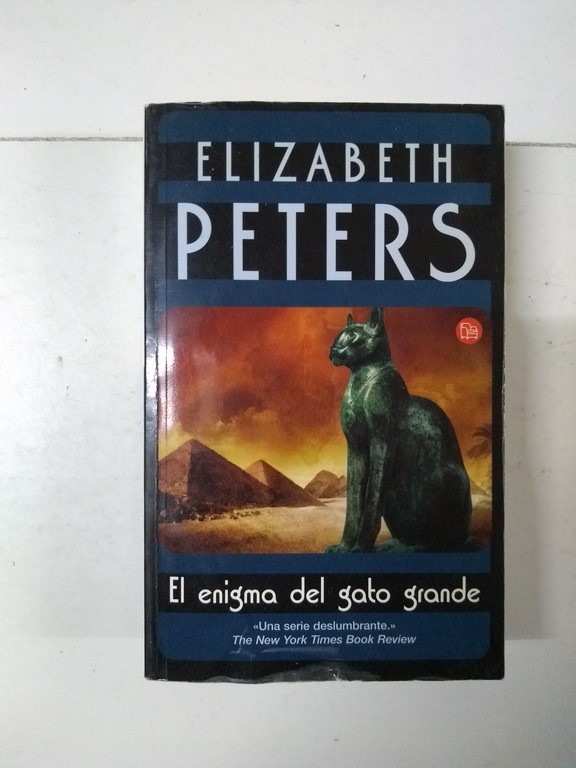 ELIZABETH
PETERS
El enigma del gato grande
«Una serie deslumbrante.»
The New York Times Book Review